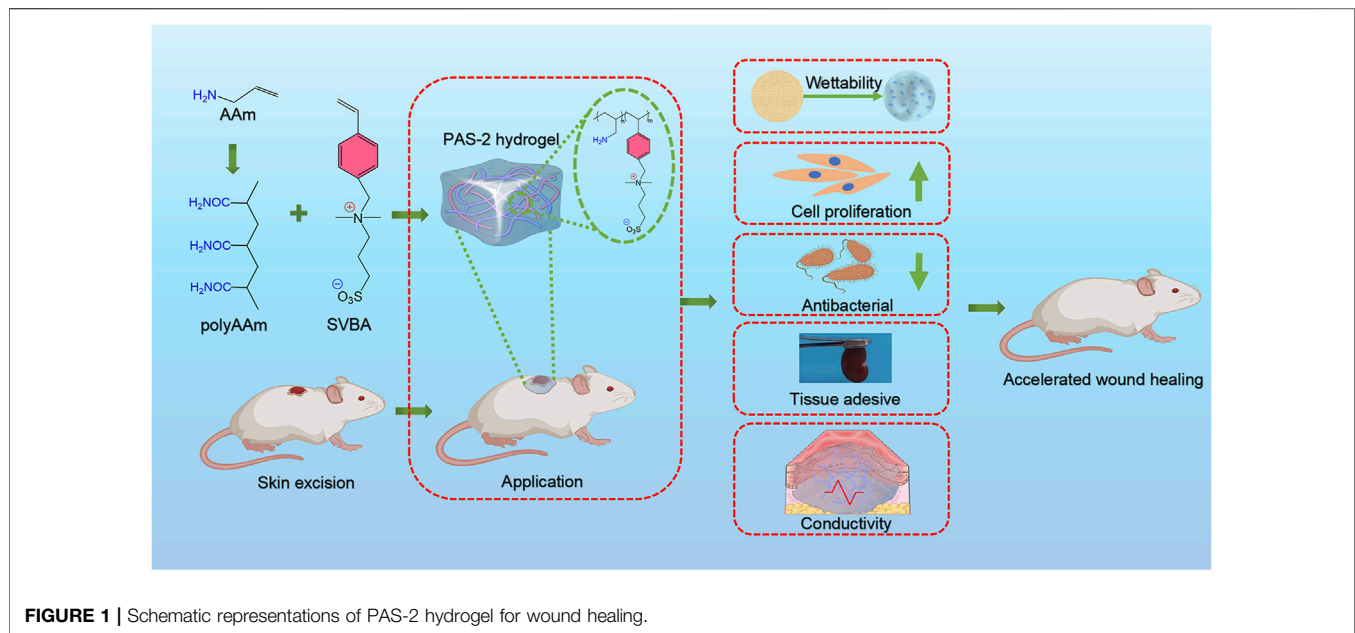 H₂N
AAm
H₂NOC
H₂NOC
H₂NOC
polyAAm
+
N
+
⊖
O₃S
SVBA
PAS-2 hydrogel
m
m
H₂N
N
+
⊖
O₃S
Skin excision
Application
Wettability
Cell proliferation
Antibacterial
Tissue adesive
Conductivity
Accelerated wound healing
FIGURE 1 | Schematic representations of PAS-2 hydrogel for wound healing.